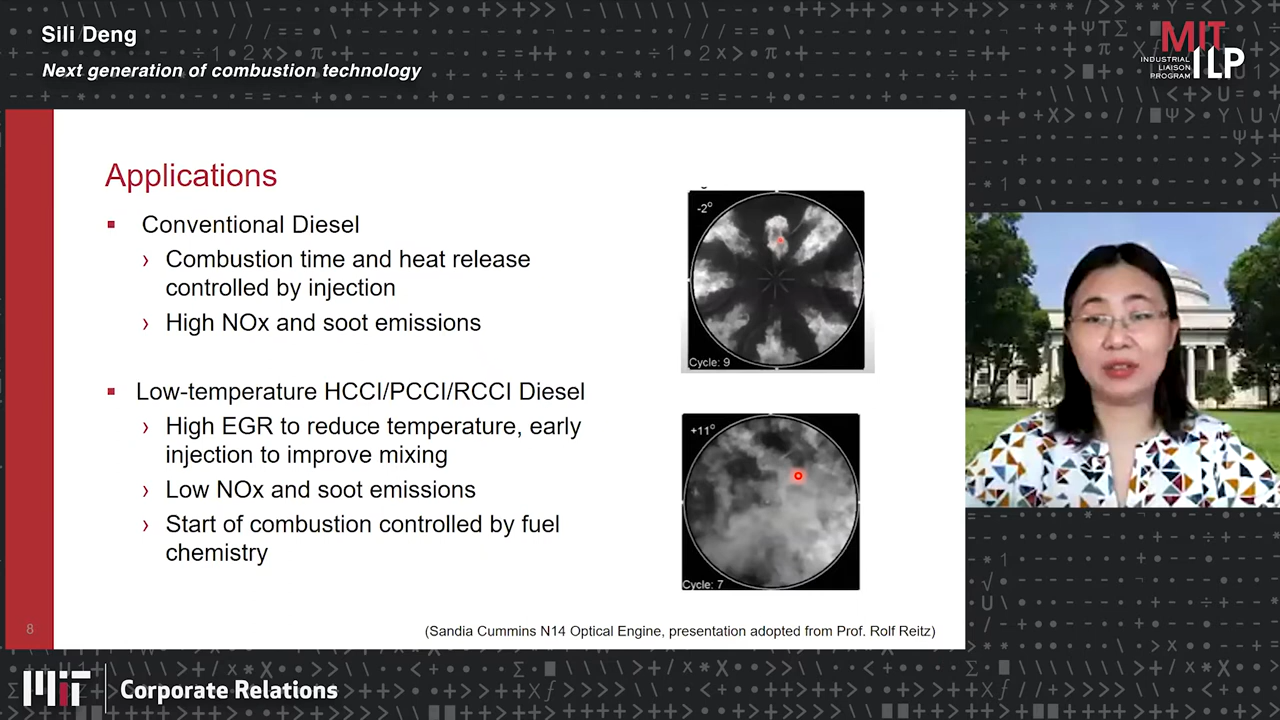 Sili Deng
Next generation of combustion technology
MIT
INDUSTRIAL
LIAISON
PROGRAM
ILP
Applications
Conventional Diesel
Combustion time and heat release
controlled by injection
High NOx and soot emissions
Low-temperature HCCI/PCCI/RCCI Diesel
High EGR to reduce temperature, early
injection to improve mixing
Low NOx and soot emissions
Start of combustion controlled by fuel
chemistry
-2°
Cycle: 9
+11°
Cycle: 7
8
(Sandia Cummins N14 Optical Engine, presentation adopted from Prof. Rolf Reitz)
MIT
Corporate Relations